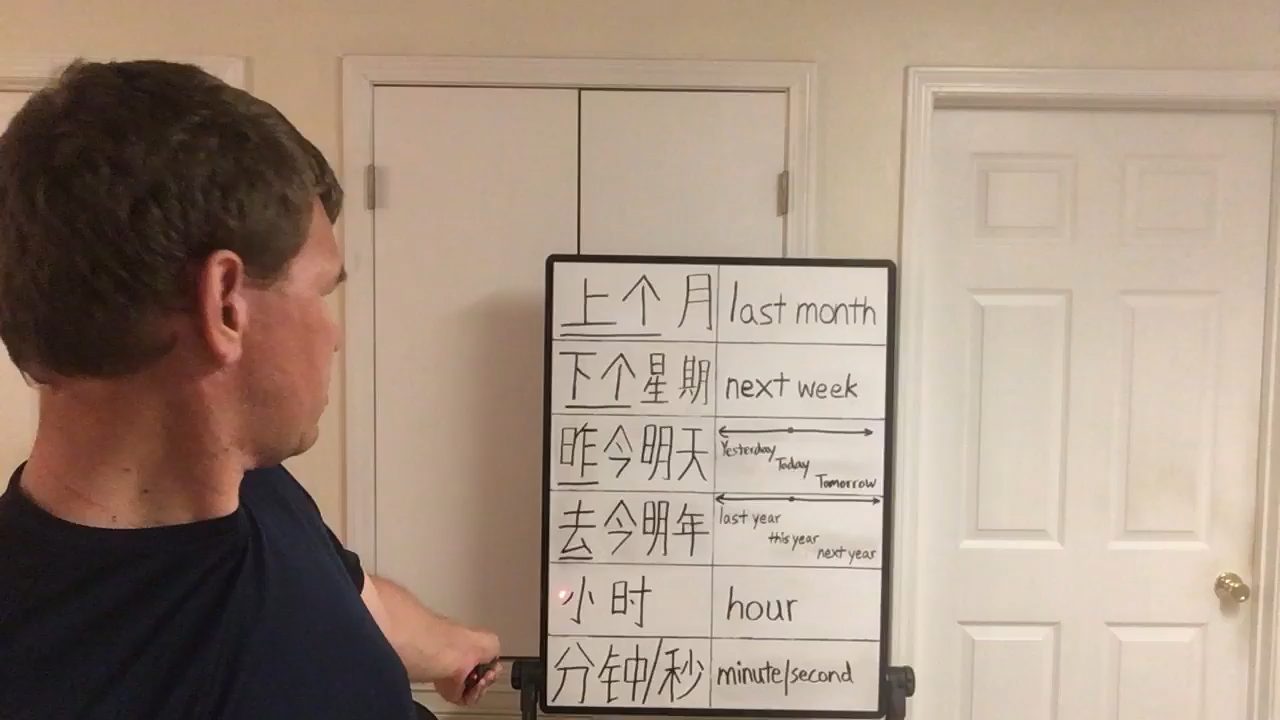 上个月 last month
下个星期 next week
昨今明天 Yesterday Today Tomorrow
去今明年 last year this year next year
小时 hour
分钟/秒 minute/second